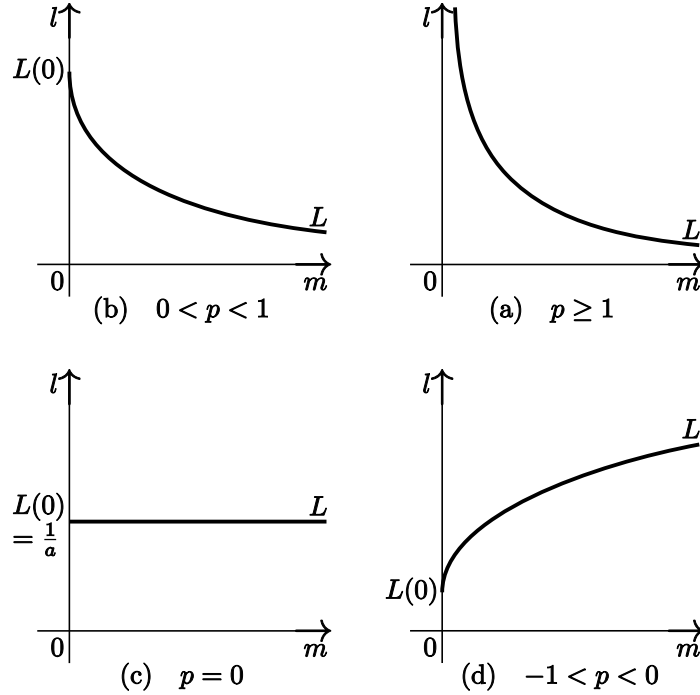 l
L(0)
L
0
m
(b) 0 < p < 1
l
L
0
m
(a) p ≥ 1
l
L(0)
= 1/a
L
0
m
(c) p = 0
l
L
L(0)
0
m
(d) −1 < p < 0